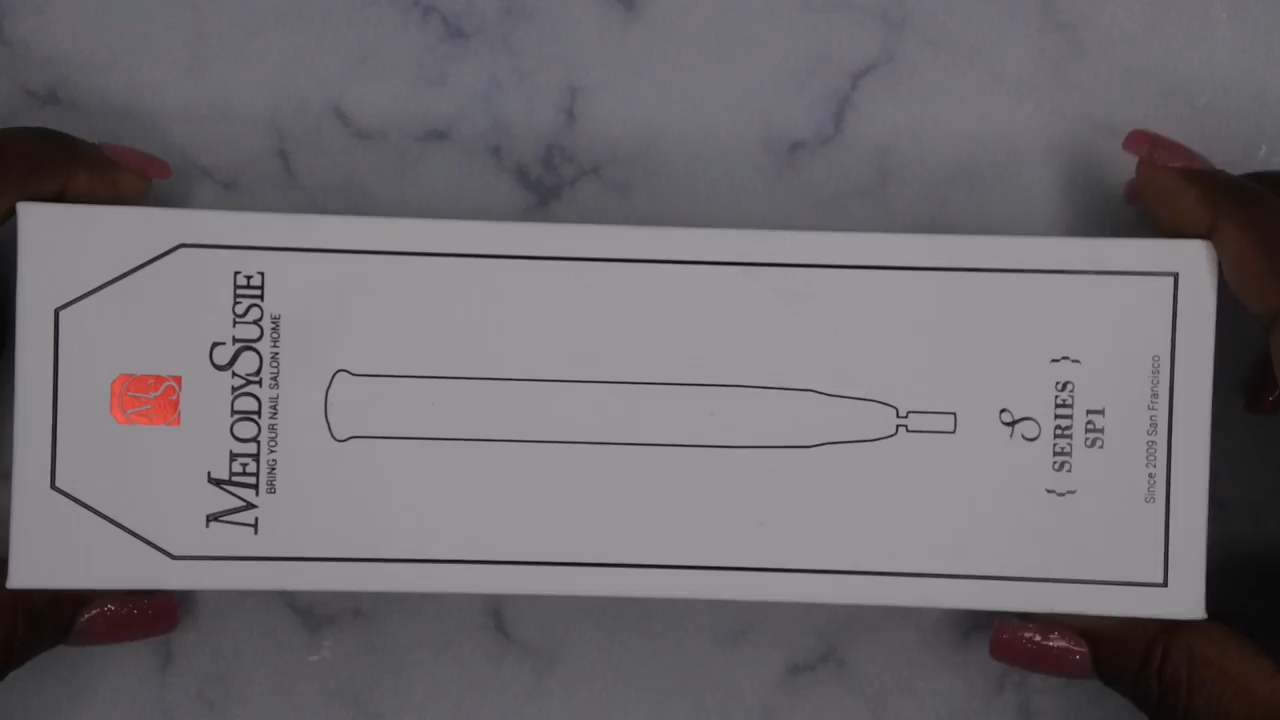 MS
MELODYSUSIE
BRING YOUR NAIL SALON HOME
S
{ SERIES }
SP1
Since 2009 San Francisco